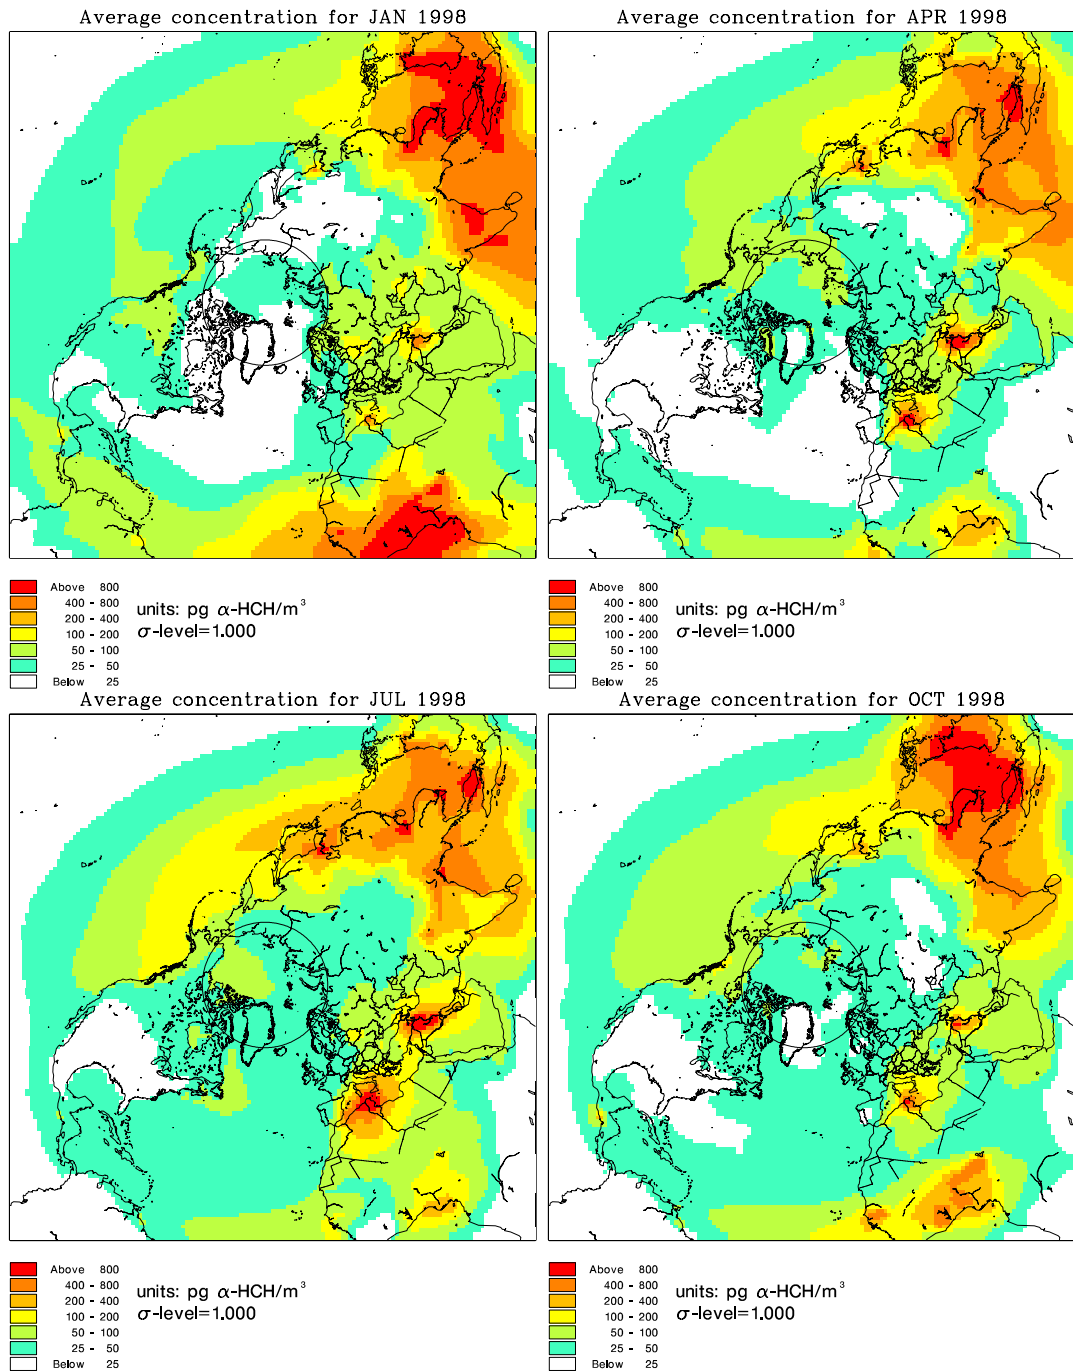 Average concentration for JAN 1998
Average concentration for APR 1998
Above 800
400 - 800
200 - 400
100 - 200
50 - 100
25 - 50
Below 25
units: pg α-HCH/m³
σ-level=1.000
Above 800
400 - 800
200 - 400
100 - 200
50 - 100
25 - 50
Below 25
units: pg α-HCH/m³
σ-level=1.000
Average concentration for JUL 1998
Average concentration for OCT 1998
Above 800
400 - 800
200 - 400
100 - 200
50 - 100
25 - 50
Below 25
units: pg α-HCH/m³
σ-level=1.000
Above 800
400 - 800
200 - 400
100 - 200
50 - 100
25 - 50
Below 25
units: pg α-HCH/m³
σ-level=1.000